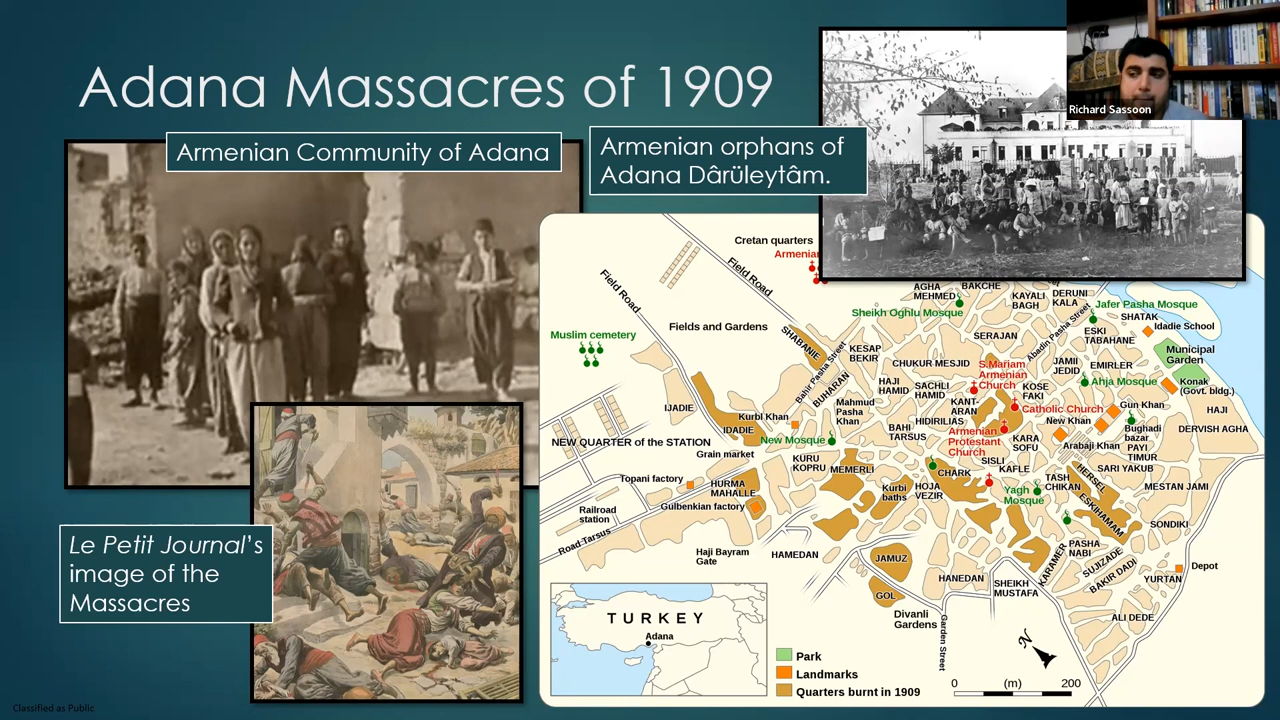 Adana Massacres of 1909
Richard Sassoon
Armenian Community of Adana
Armenian orphans of
Adana Dârüleytâm.
Le Petit Journal’s
image of the
Massacres
Cretan quarters
Armenian
Field Road
Field Road
Fields and Gardens
Muslim cemetery
AGHA
MEHMED
BAKCHE
KAYALI
BAGH
DERUNI
KALA
Jafer Pasha Mosque
Sheikh Oghlu Mosque
SHATAK
Idadie School
Abadin Pasha Street
ESKI
TABAHANE
SERAJAN
SHABANIE
KESAP
BEKIR
Municipal
Garden
CHUKUR MESJID
S.Mariam
Armenian
Church
JAMII
JEDID
EMIRLER
Bahir Pasha Street
BUHARAN
HAJI
HAMID
SACHLI
HAMID
KOSE
FAKI
Ahja Mosque
Konak
(Govt. bldg.)
IJADIE
Mahmud
Pasha
Khan
KANT-
ARAN
Catholic Church
Gün Khan
HAJI
Kurbl Khan
IDADIE
HIDIRILIAS
New Khan
Bughadi
bazar
DERVISH AGHA
NEW QUARTER of the STATION
New Mosque
BAHI
TARSUS
Armenian
Protestant
Church
KARA
SOFU
Arabaji Khan
PAYI
TIMUR
Grain market
KURU
KOPRU
MEMERLI
SISLI
KAFLE
SARI YAKUB
Topani factory
HURMA
MAHALLE
CHARK
TASH
CHIKAN
HERSEL
MESTAN JAMI
Kurbi
baths
HOJA
VEZIR
Yagh
Mosque
ESKIHAMAM
Gulbenkian factory
Railroad
station
SONDIKI
Road Tarsus
Haji Bayram
Gate
HAMEDAN
JAMUZ
PASHA
NABI
KARAMER
SUJIZADE
BAKIR DADI
Depot
YURTAN
HANEDAN
SHEIKH
MUSTAFA
GOL
Divanli
Gardens
Garden Street
ALI DEDE
TURKEY
Adana
N
Park
Landmarks
Quarters burnt in 1909
0 (m) 200
Classified as Public